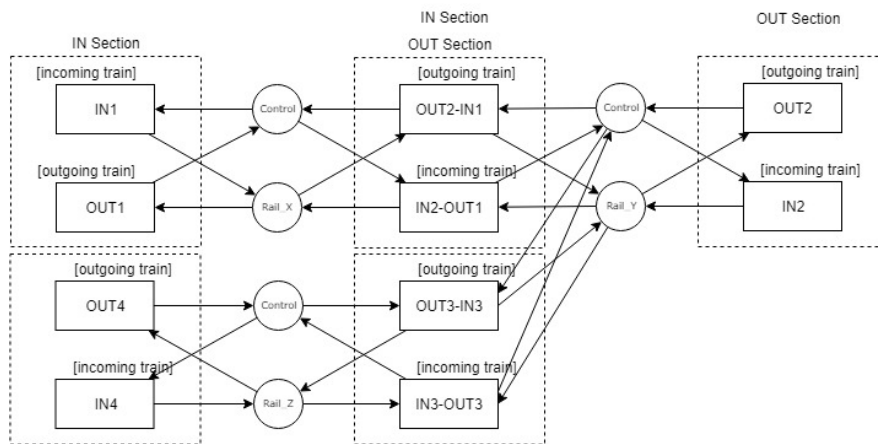 IN Section
OUT Section
IN Section
OUT Section
[incoming train]
[outgoing train]
[outgoing train]
IN1
Control
OUT2-IN1
Control
OUT2
[outgoing train]
[incoming train]
[incoming train]
OUT1
Rail_X
IN2-OUT1
Rail_Y
IN2
[outgoing train]
[outgoing train]
OUT4
Control
OUT3-IN3
[incoming train]
[incoming train]
IN4
Rail_Z
IN3-OUT3